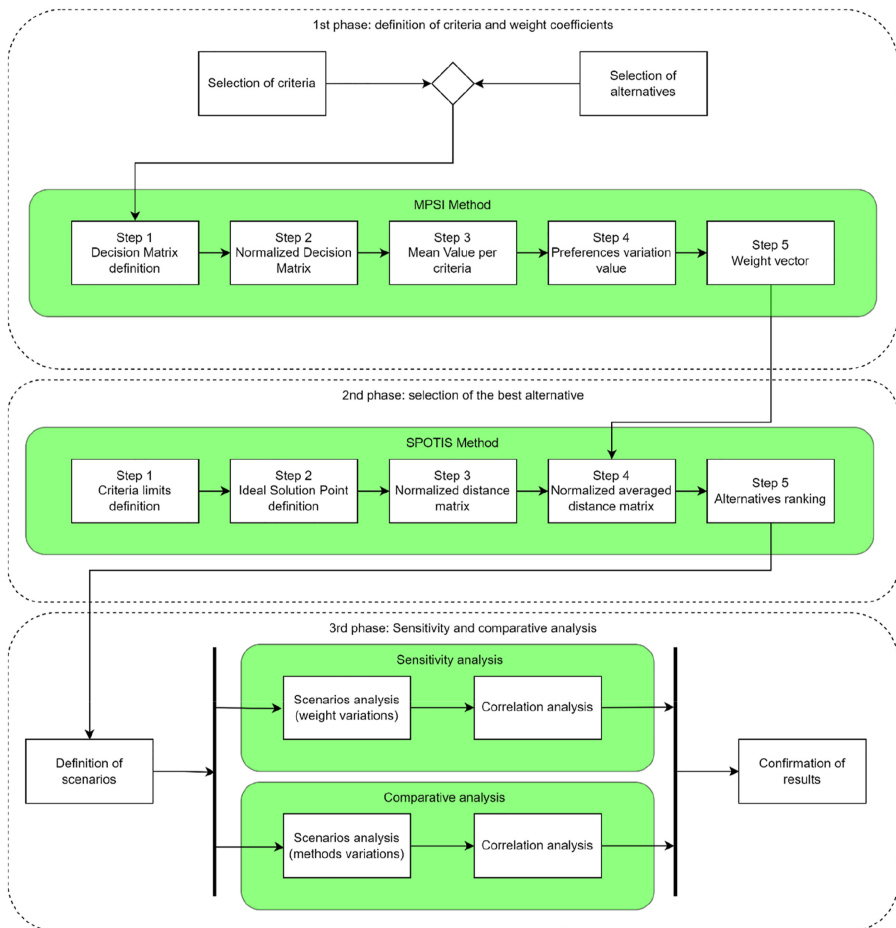 1st phase: definition of criteria and weight coefficients
Selection of criteria
Selection of
alternatives
MPSI Method
Step 1
Decision Matrix
definition
Step 2
Normalized Decision
Matrix
Step 3
Mean Value per
criteria
Step 4
Preferences variation
value
Step 5
Weight vector
2nd phase: selection of the best alternative
SPOTIS Method
Step 1
Criteria limits
definition
Step 2
Ideal Solution Point
definition
Step 3
Normalized distance
matrix
Step 4
Normalized averaged
distance matrix
Step 5
Alternatives ranking
3rd phase: Sensitivity and comparative analysis
Definition of
scenarios
Sensitivity analysis
Scenarios analysis
(weight variations)
Correlation analysis
Comparative analysis
Scenarios analysis
(methods variations)
Correlation analysis
Confirmation of
results